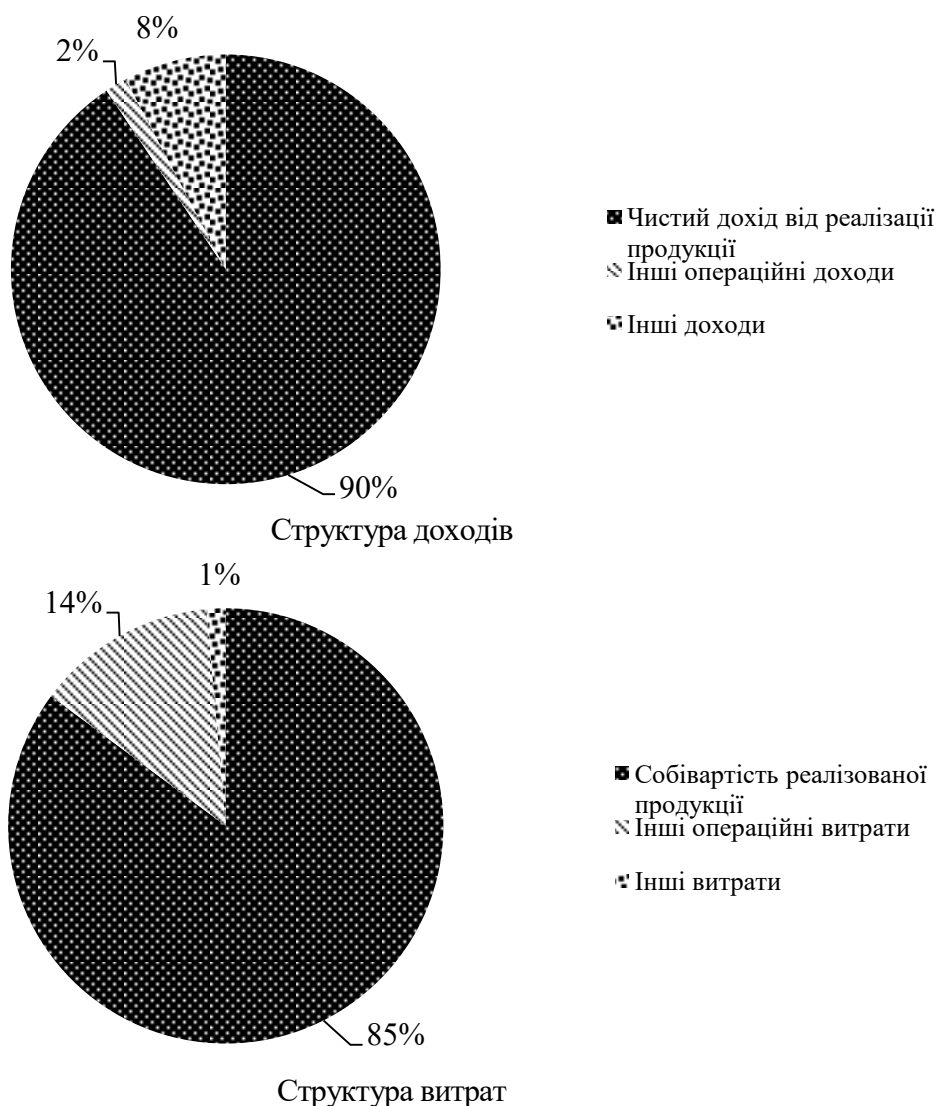 8%
2%
Чистий дохід від реалізації
продукції
Інші операційні доходи
Інші доходи
90%
Структура доходів
1%
14%
Собівартість реалізованої
продукції
Інші операційні витрати
Інші витрати
85%
Структура витрат